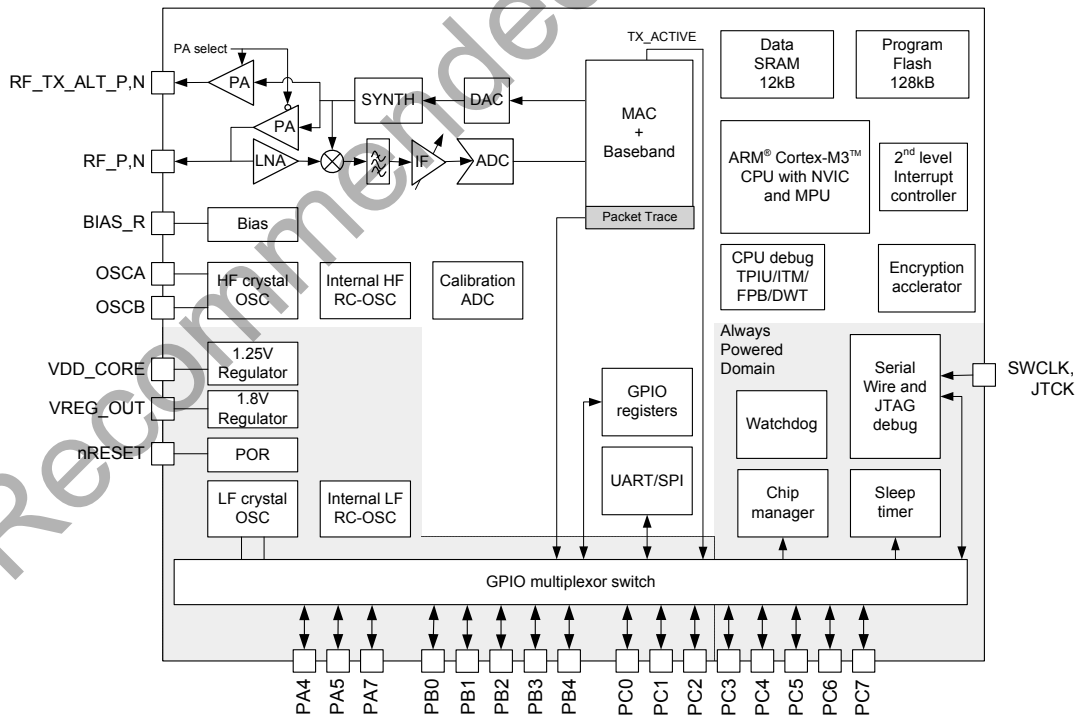 TX_ACTIVE
PA select
RF_TX_ALT_P,N
PA
SYNTH
DAC
PA
RF_P,N
LNA
IF
ADC
MAC
+
Baseband
Packet Trace
Data
SRAM
12kB
Program
Flash
128kB
ARM® Cortex-M3™
CPU with NVIC
and MPU
2nd level
Interrupt
controller
BIAS_R
Bias
OSCA
OSCB
HF crystal
OSC
Internal HF
RC-OSC
Calibration
ADC
CPU debug
TPIU/ITM/
FPB/DWT
Encryption
acclerator
Always
Powered
Domain
VDD_CORE
1.25V
Regulator
VREG_OUT
1.8V
Regulator
nRESET
POR
LF crystal
OSC
Internal LF
RC-OSC
GPIO
registers
UART/SPI
Watchdog
Serial
Wire and
JTAG
debug
SWCLK,
JTCK
Chip
manager
Sleep
timer
GPIO multiplexor switch
PA4
PA5
PA7
PB0
PB1
PB2
PB3
PB4
PC0
PC1
PC2
PC3
PC4
PC5
PC6
PC7
Recommended